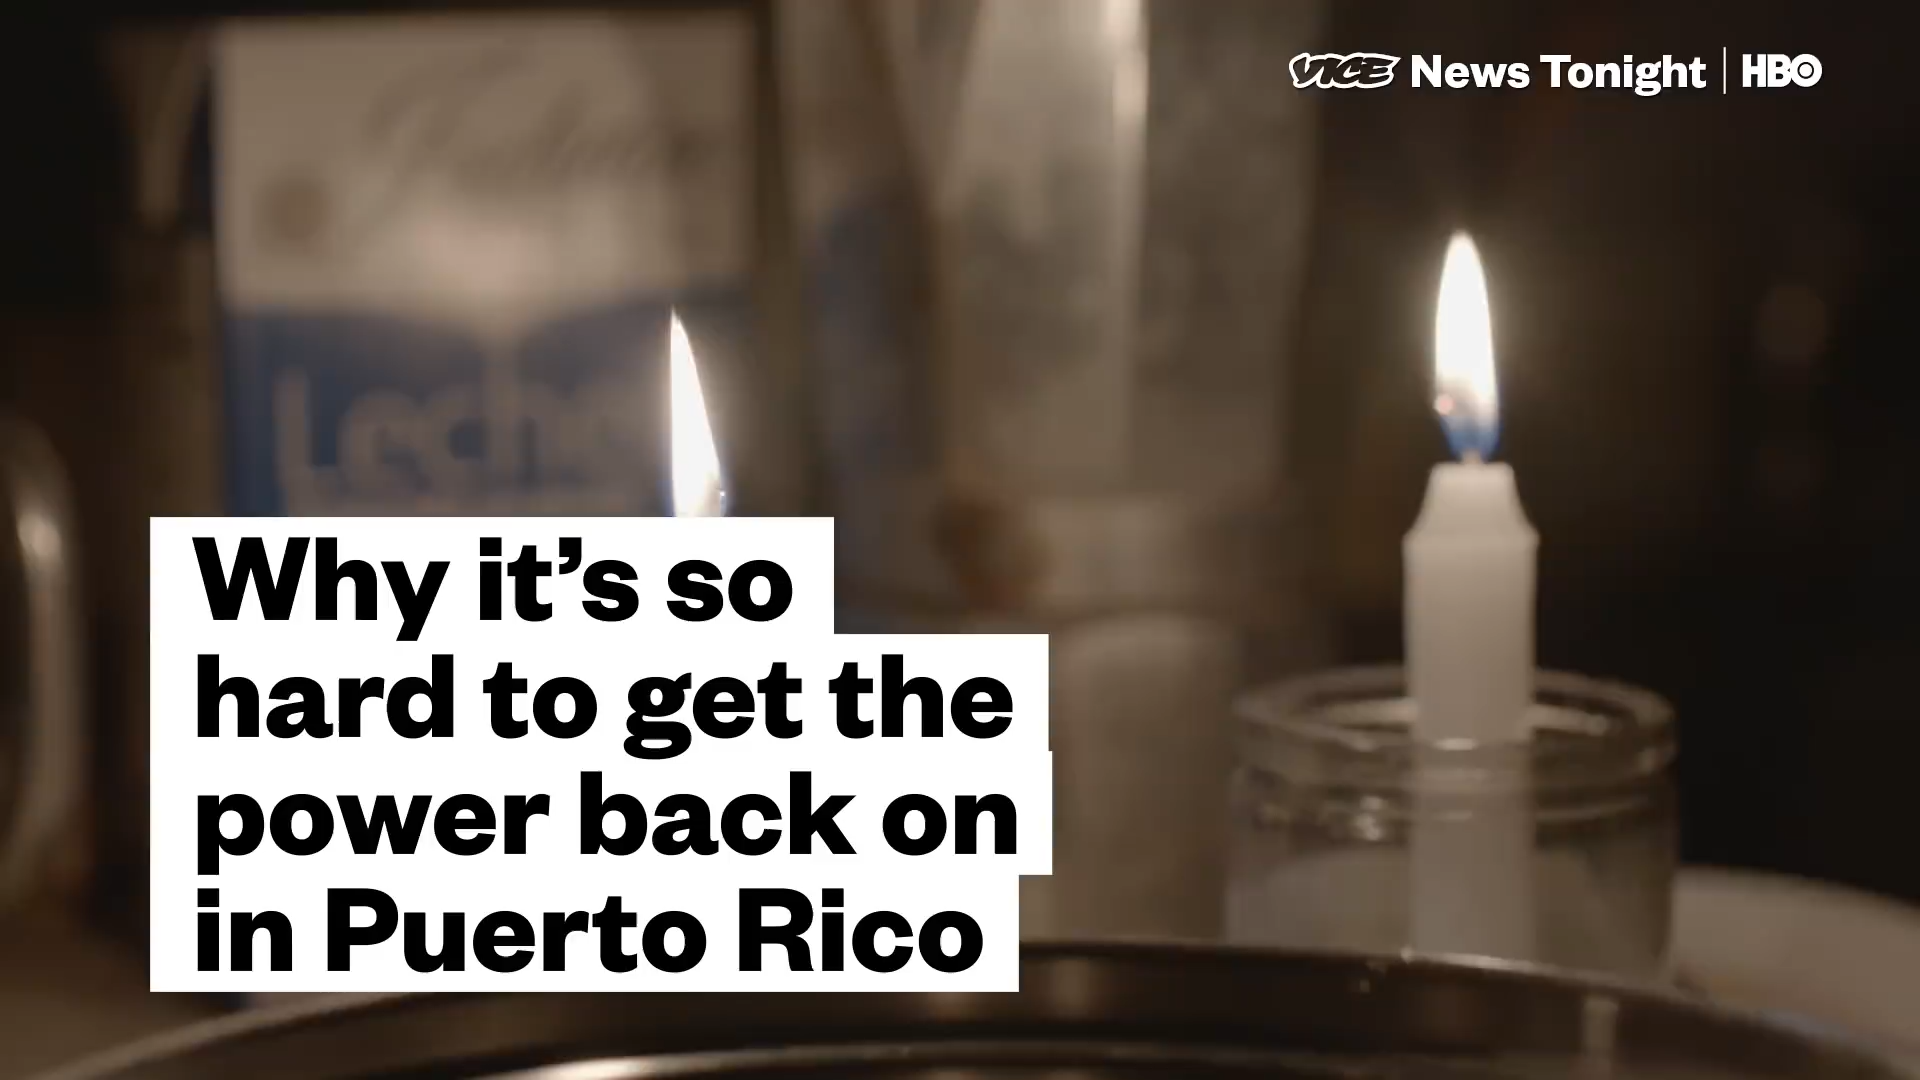 VICE News Tonight | HBO
Why it’s so
hard to get the
power back on
in Puerto Rico